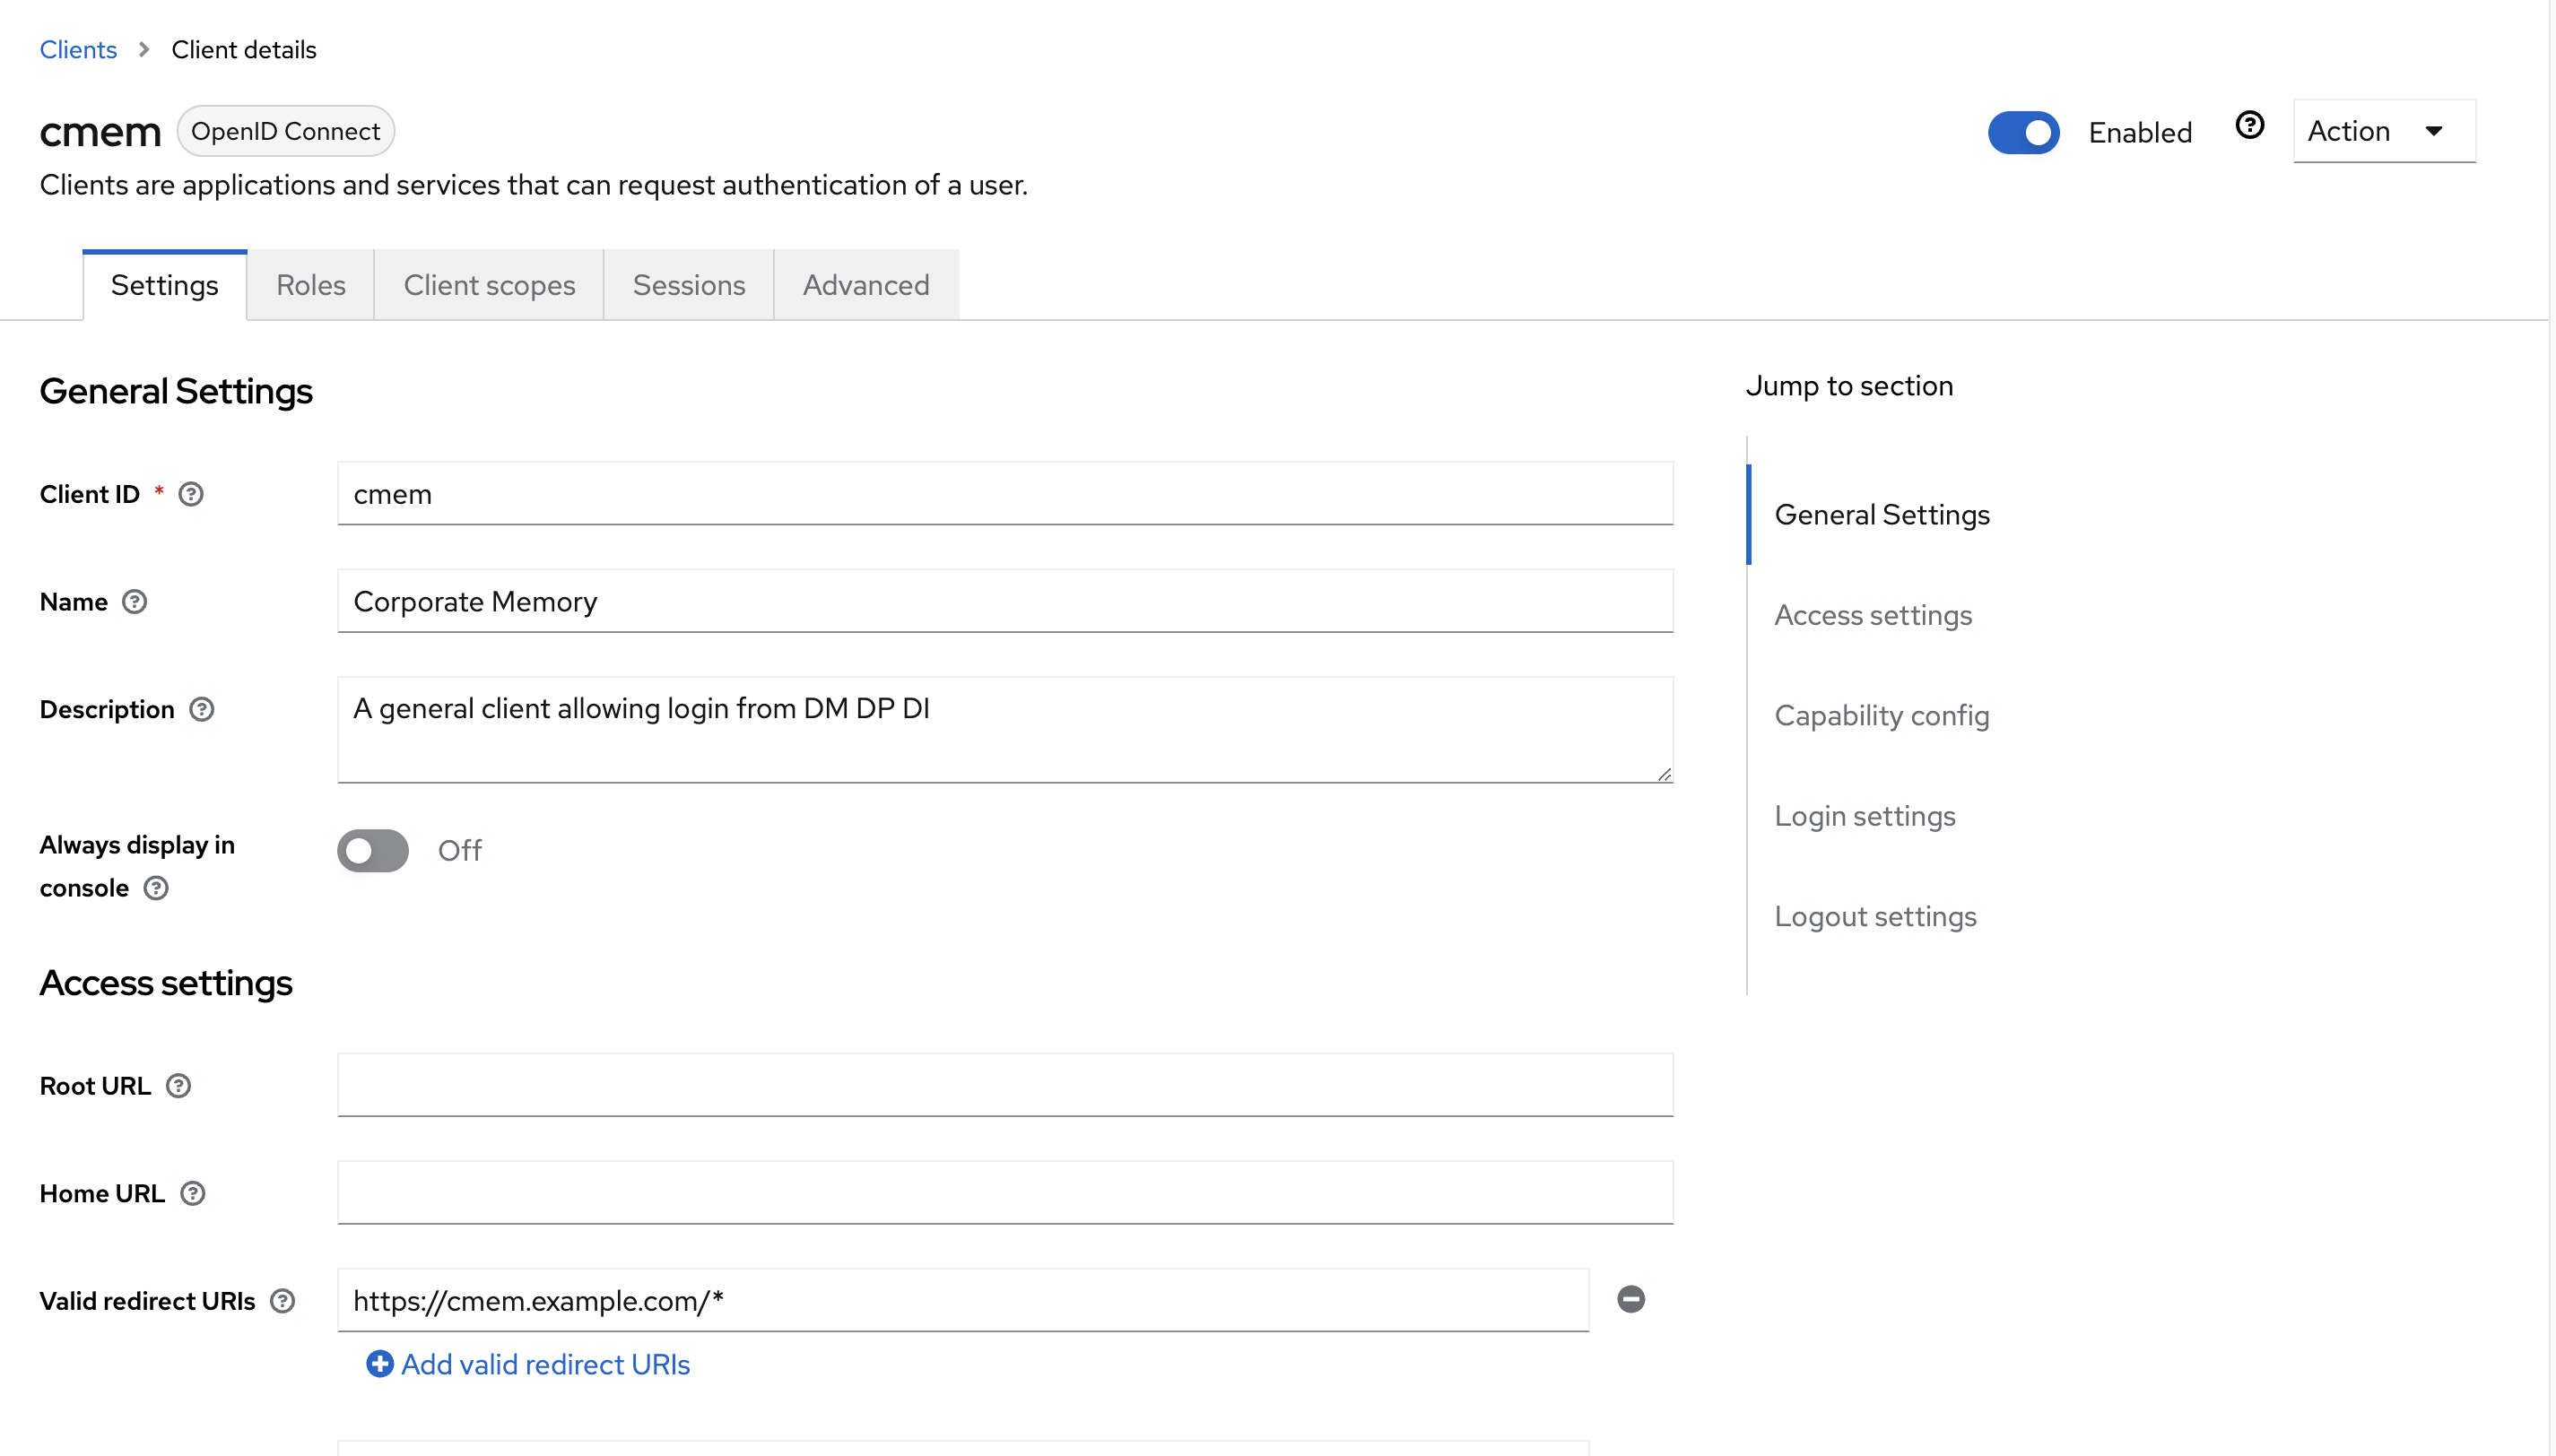 Clients > Client details
cmem OpenID Connect
Enabled
Action
Clients are applications and services that can request authentication of a user.
Settings
Roles
Client scopes
Sessions
Advanced
General Settings
Client ID *
cmem
Name
Corporate Memory
Description
A general client allowing login from DM DP DI
Always display in
console
Off
Access settings
Root URL
Home URL
Valid redirect URIs
https://cmem.example.com/*
Add valid redirect URIs
Jump to section
General Settings
Access settings
Capability config
Login settings
Logout settings